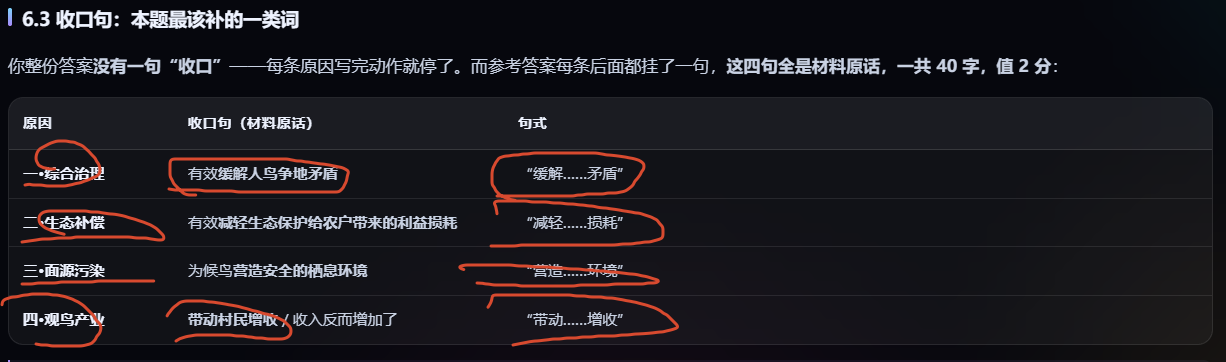 6.3 收口句：本题最该补的一类词
你整份答案没有一句“收口”——每条原因写完动作就停了。而参考答案每条后面都挂了一句，这四句全是材料原话，一共 40 字，值 2 分：
原因 收口句（材料原话） 句式
一·综合治理 有效缓解人鸟争地矛盾 “缓解……矛盾”
二·生态补偿 有效减轻生态保护给农户带来的利益损耗 “减轻……损耗”
三·面源污染 为候鸟营造安全的栖息环境 “营造……环境”
四·观鸟产业 带动村民增收 / 收入反而增加了 “带动……增收”